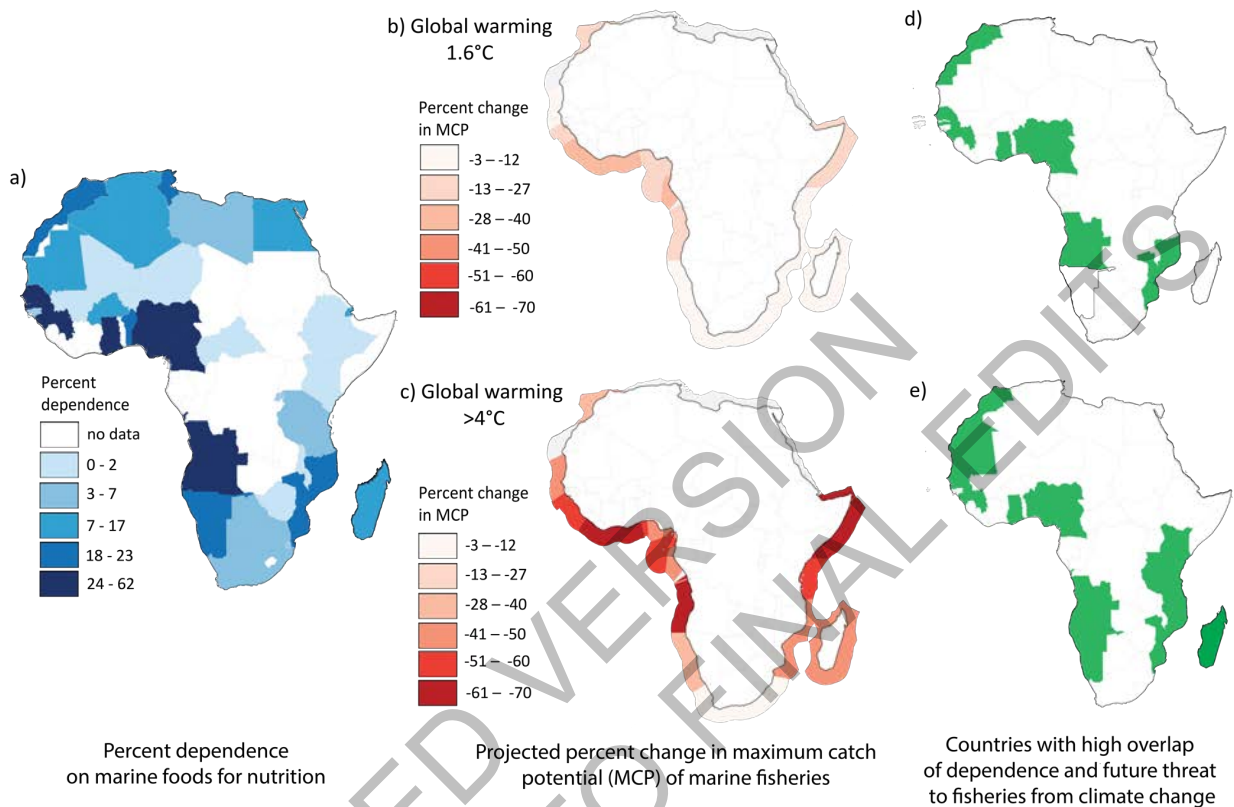 a)
Percent
dependence
no data
0 - 2
3 - 7
7 - 17
18 - 23
24 - 62
Percent dependence
on marine foods for nutrition
b) Global warming
1.6°C
Percent change
in MCP
-3 – -12
-13 – -27
-28 – -40
-41 – -50
-51 – -60
-61 – -70
c) Global warming
>4°C
Percent change
in MCP
-3 – -12
-13 – -27
-28 – -40
-41 – -50
-51 – -60
-61 – -70
Projected percent change in maximum catch
potential (MCP) of marine fisheries
d)
e)
Countries with high overlap
of dependence and future threat
to fisheries from climate change
ED VERSION
TO FINAL EDITS